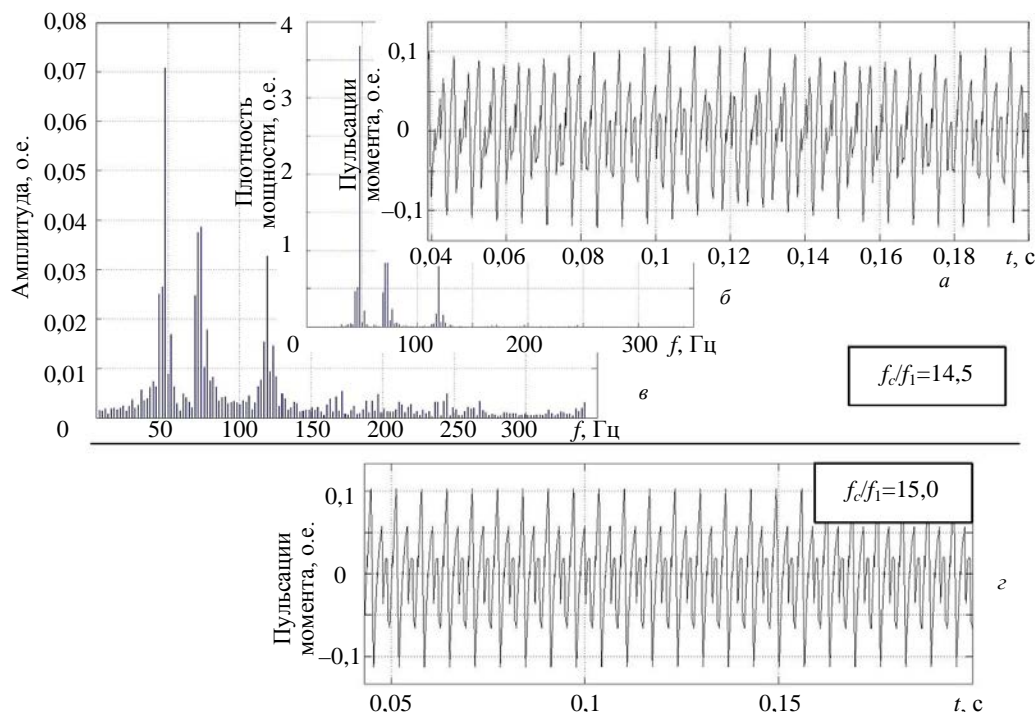 0,08
0,07
0,06
0,05
0,04
0,03
0,02
0,01
0
Амплитуда, о.е.
50 100 150 200 250 300 f, Гц
в
4
3
2
1
0
Плотность
мощности, о.е.
100 200 300 f, Гц
б
0,1
0
–0,1
Пульсации
момента, о.е.
0,04 0,06 0,08 0,1 0,12 0,14 0,16 0,18 t, с
а
fc/f1=14,5
fc/f1=15,0
0,1
0
–0,1
Пульсации
момента, о.е.
0,05 0,1 0,15 t, с
г